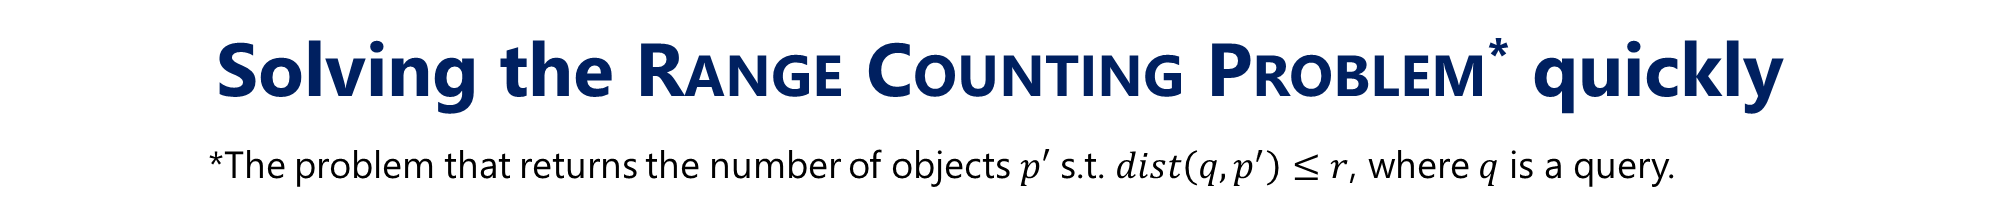 Solving the RANGE COUNTING PROBLEM* quickly
*The problem that returns the number of objects p′ s.t. dist(q, p′) ≤ r, where q is a query.